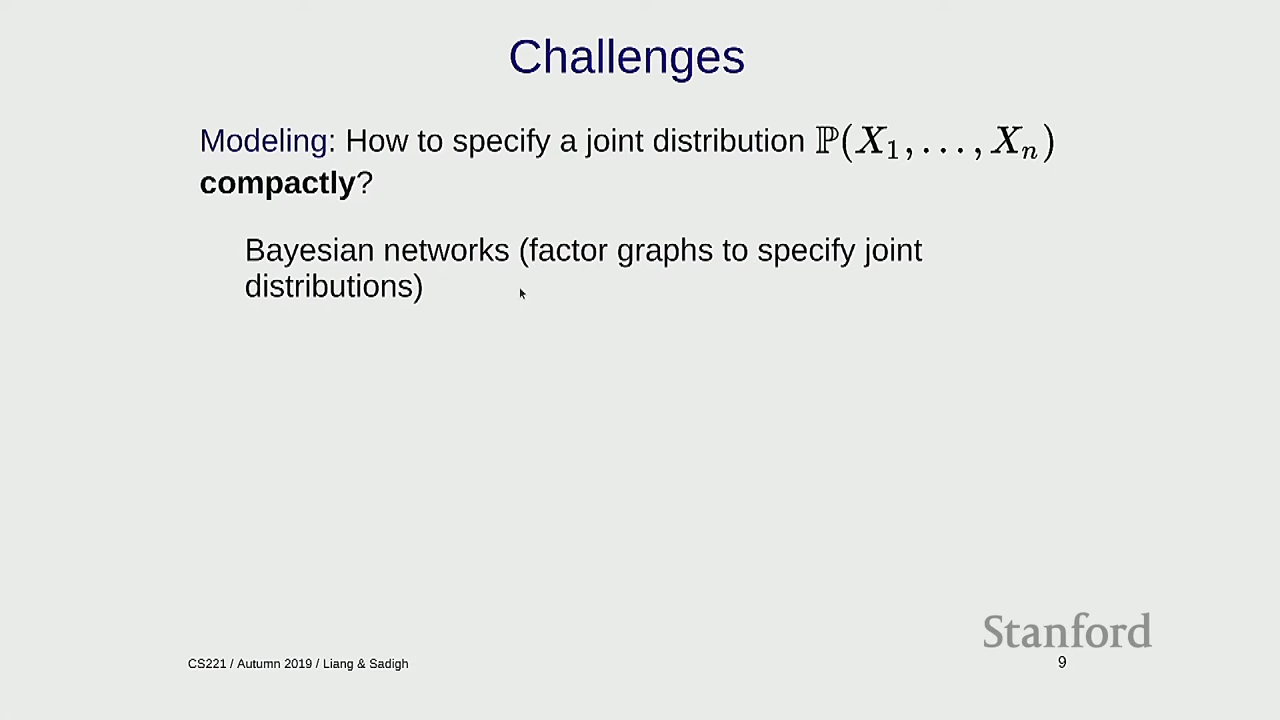 Challenges
Modeling: How to specify a joint distribution ℙ(X₁, . . . , Xₙ)
compactly?
Bayesian networks (factor graphs to specify joint
distributions)
Stanford
CS221 / Autumn 2019 / Liang & Sadigh
9